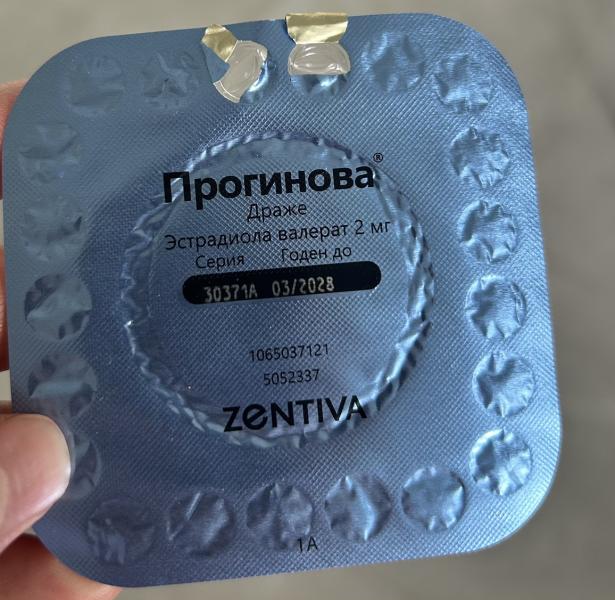 Прогинова®
Драже
Эстрадиола валерат 2 мг
Серия Годен до
30371A 03/2028
1065037121
5052337
ZENTIVA
1A